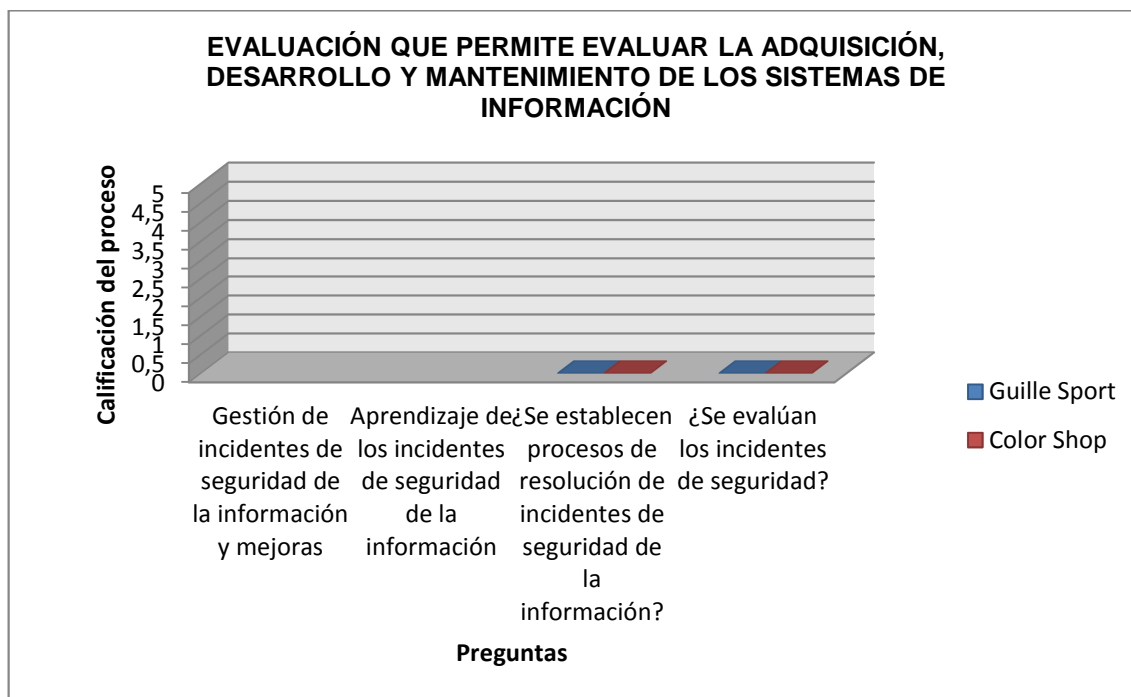 EVALUACIÓN QUE PERMITE EVALUAR LA ADQUISICIÓN,
DESARROLLO Y MANTENIMIENTO DE LOS SISTEMAS DE
INFORMACIÓN
Calificación del proceso
5
4,5
4
3,5
3
2,5
2
1,5
1
0,5
0
Gestión de
incidentes de
seguridad de
la información
y mejoras
Aprendizaje de
los incidentes
de seguridad
de la
información
¿Se establecen
procesos de
resolución de
incidentes de
seguridad de
la
información?
¿Se evalúan
los incidentes
de seguridad?
Preguntas
Guille Sport
Color Shop